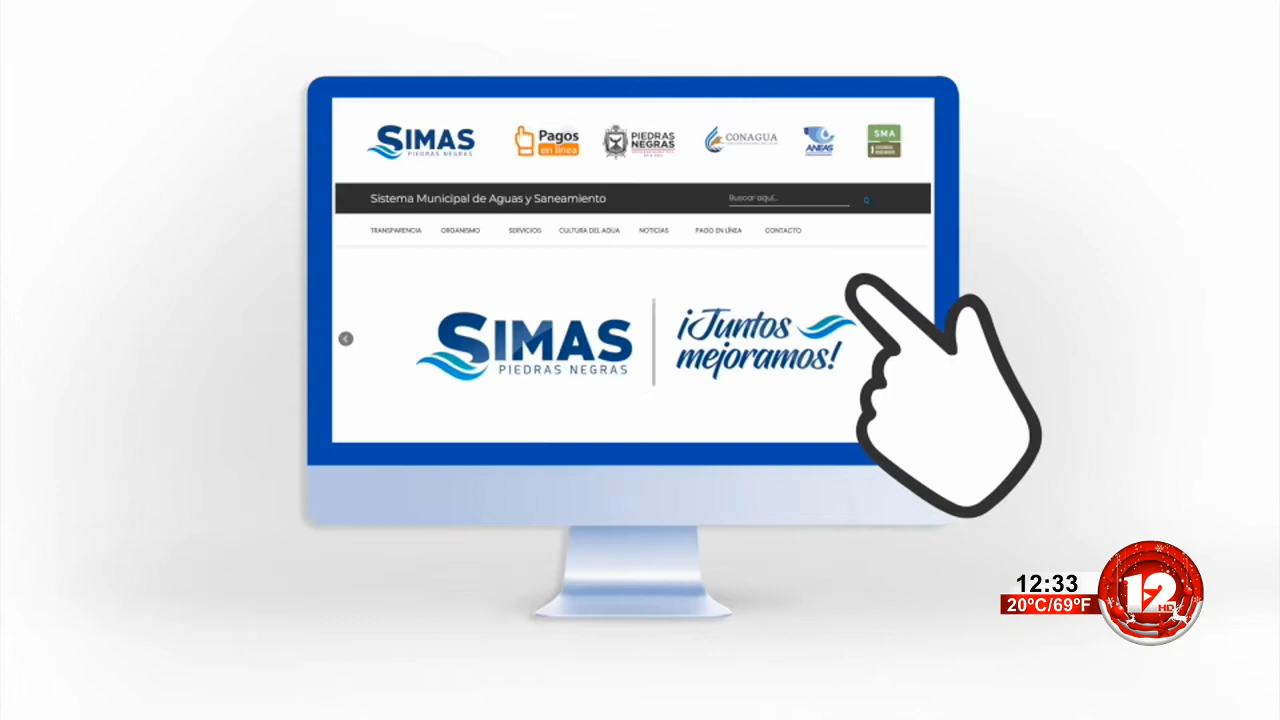 SIMAS
PIEDRAS NEGRAS
Pagos
en línea
PIEDRAS
NEGRAS
CONAGUA
ANEAS
SMA
Sistema Municipal de Aguas y Saneamiento
Buscar aquí...
TRANSPARENCIA ORGANISMO SERVICIOS CULTURA DEL AGUA NOTICIAS PAGO EN LÍNEA CONTACTO
SIMAS
PIEDRAS NEGRAS
¡Juntos
mejoramos!
12:33
20ºC/69ºF
12
HD